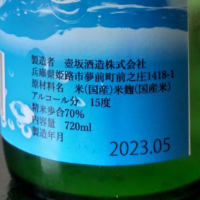 製造者　壺坂酒造株式会社
兵庫県姫路市夢前町前之庄1418-1
原材料名　米(国産)米麹(国産米)
アルコール分　15度
精米歩合70%
内容量　720ml
製造年月
2023.05